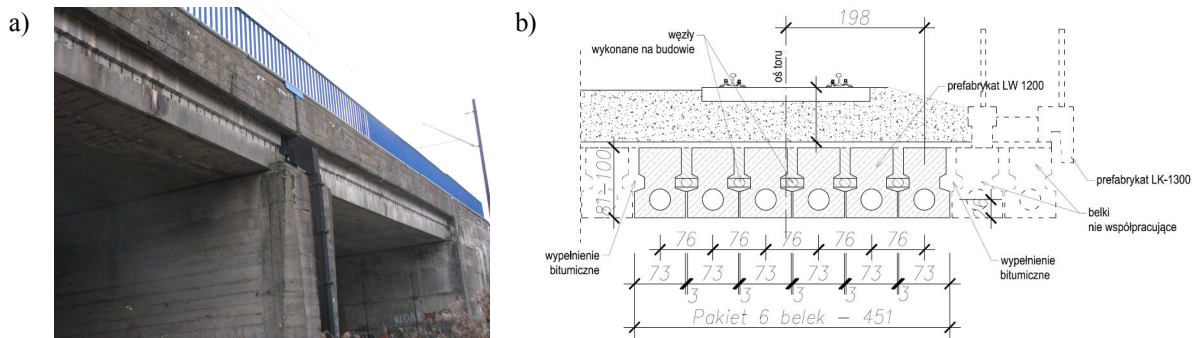 a)
b)
198
węzły
wykonane na budowie
oś toru
prefabrykat LW 1200
81÷100
prefabrykat LK-1300
belki
nie współpracujące
wypełnienie
bitumiczne
wypełnienie
bitumiczne
76 76 76 76 76
73 73 73 73 73 73
3 3 3 3 3
Pakiet 6 belek - 451